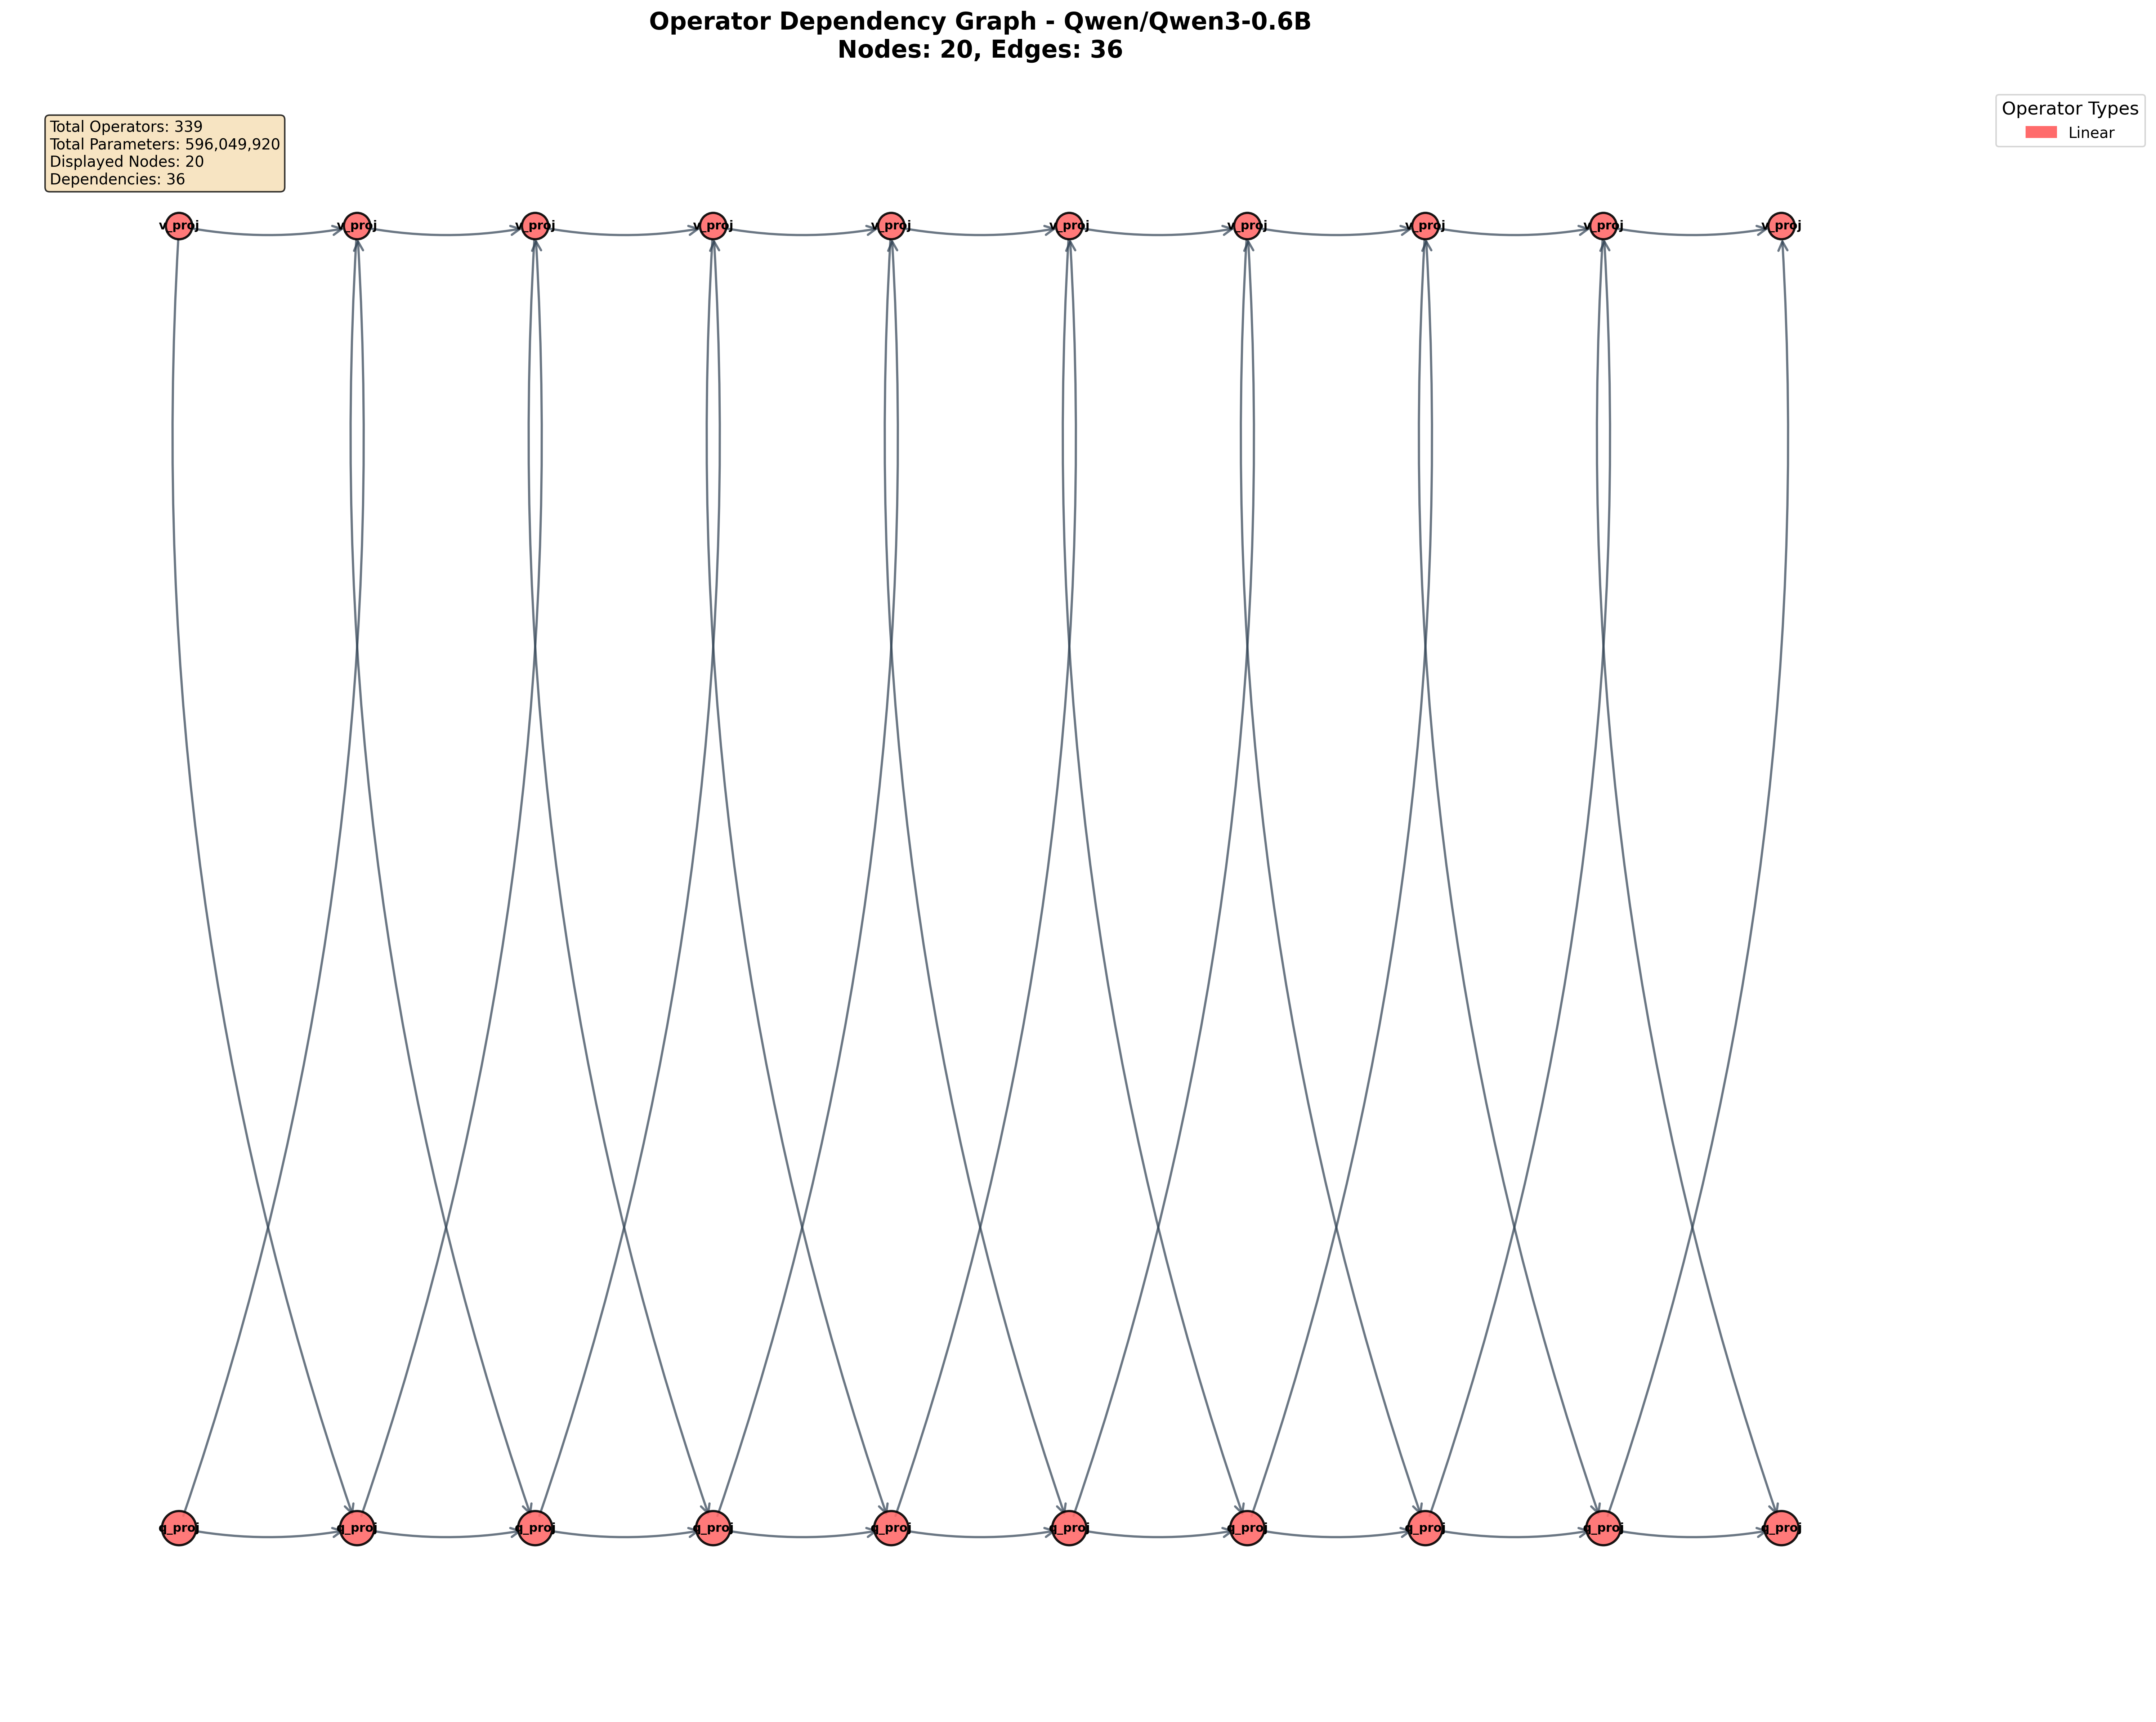 Operator Dependency Graph - Qwen/Qwen3-0.6B
Nodes: 20, Edges: 36
Total Operators: 339
Total Parameters: 596,049,920
Displayed Nodes: 20
Dependencies: 36
Operator Types
Linear
v_proj v_proj v_proj v_proj v_proj v_proj v_proj v_proj v_proj v_proj
q_proj q_proj q_proj q_proj q_proj q_proj q_proj q_proj q_proj q_proj